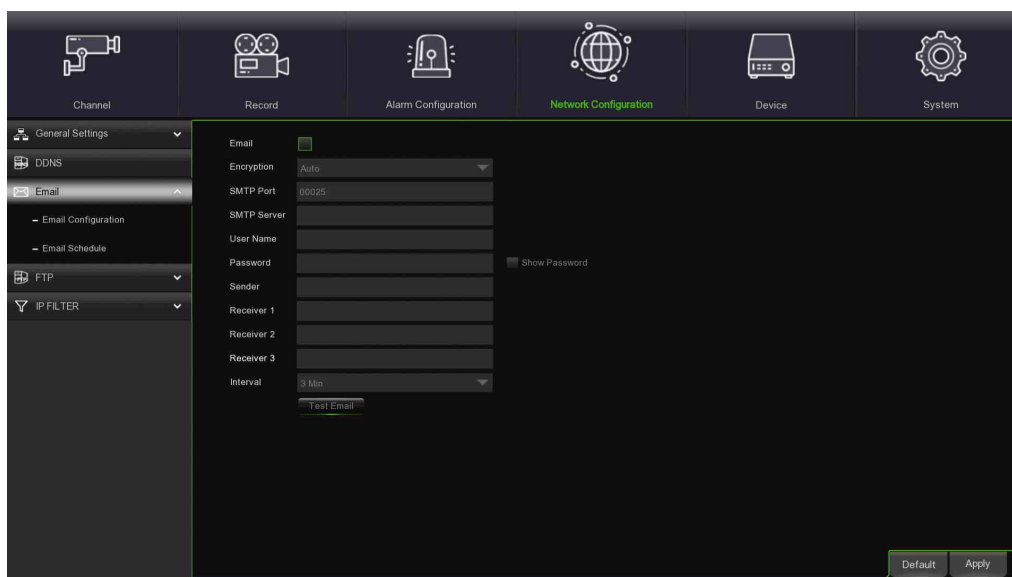 Channel
Record
Alarm Configuration
Network Configuration
Device
System
General Settings
DDNS
Email
Email Configuration
Email Schedule
FTP
IP FILTER
Email
Encryption Auto
SMTP Port 00025
SMTP Server
User Name
Password Show Password
Sender
Receiver 1
Receiver 2
Receiver 3
Interval 3 Min
Test Email
Default Apply